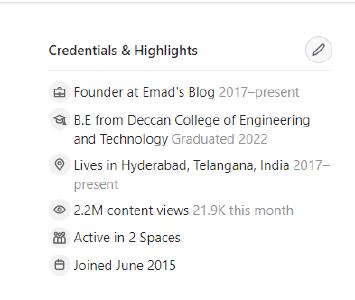 Credentials & Highlights
Founder at Emad's Blog 2017–present
B.E from Deccan College of Engineering
and Technology Graduated 2022
Lives in Hyderabad, Telangana, India 2017–
present
2.2M content views 21.9K this month
Active in 2 Spaces
Joined June 2015